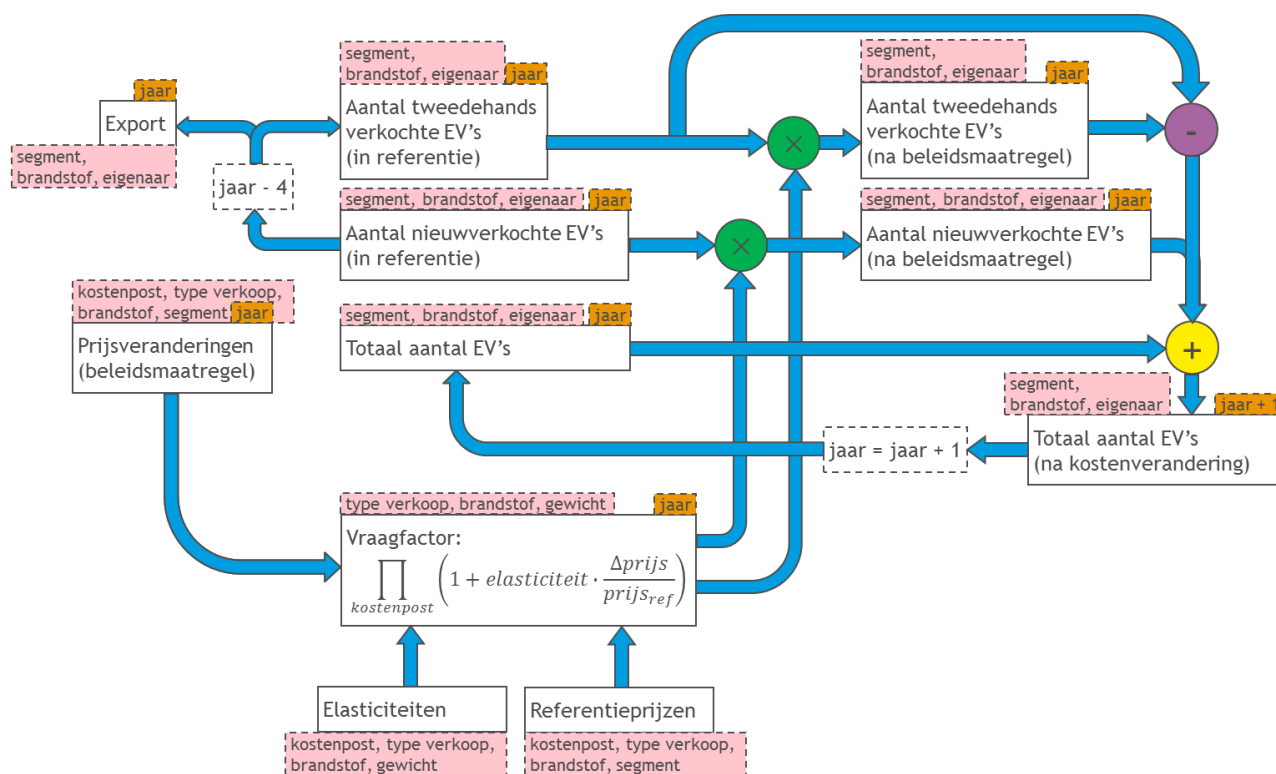 jaar
Export
segment,
brandstof, eigenaar
jaar - 4
segment,
brandstof, eigenaar
jaar
Aantal tweedehands
verkochte EV's
(in referentie)
segment, brandstof, eigenaar
jaar
Aantal nieuwverkochte EV's
(in referentie)
×
×
segment,
brandstof, eigenaar
jaar
Aantal tweedehands
verkochte EV's
(na beleidsmaatregel)
-
segment, brandstof, eigenaar
jaar
Aantal nieuwverkochte EV's
(na beleidsmaatregel)
kostenpost, type verkoop,
brandstof, segment
jaar
Prijsveranderingen
(beleidsmaatregel)
segment, brandstof, eigenaar
jaar
Totaal aantal EV's
+
segment,
brandstof, eigenaar
jaar + 1
Totaal aantal EV's
(na kostenverandering)
jaar = jaar + 1
type verkoop, brandstof, gewicht
jaar
Vraagfactor:
∏ kostenpost (1 + elasticiteit · Δprijs / prijs_ref)
Elasticiteiten
kostenpost, type verkoop,
brandstof, gewicht
Referentieprijzen
kostenpost, type verkoop,
brandstof, segment